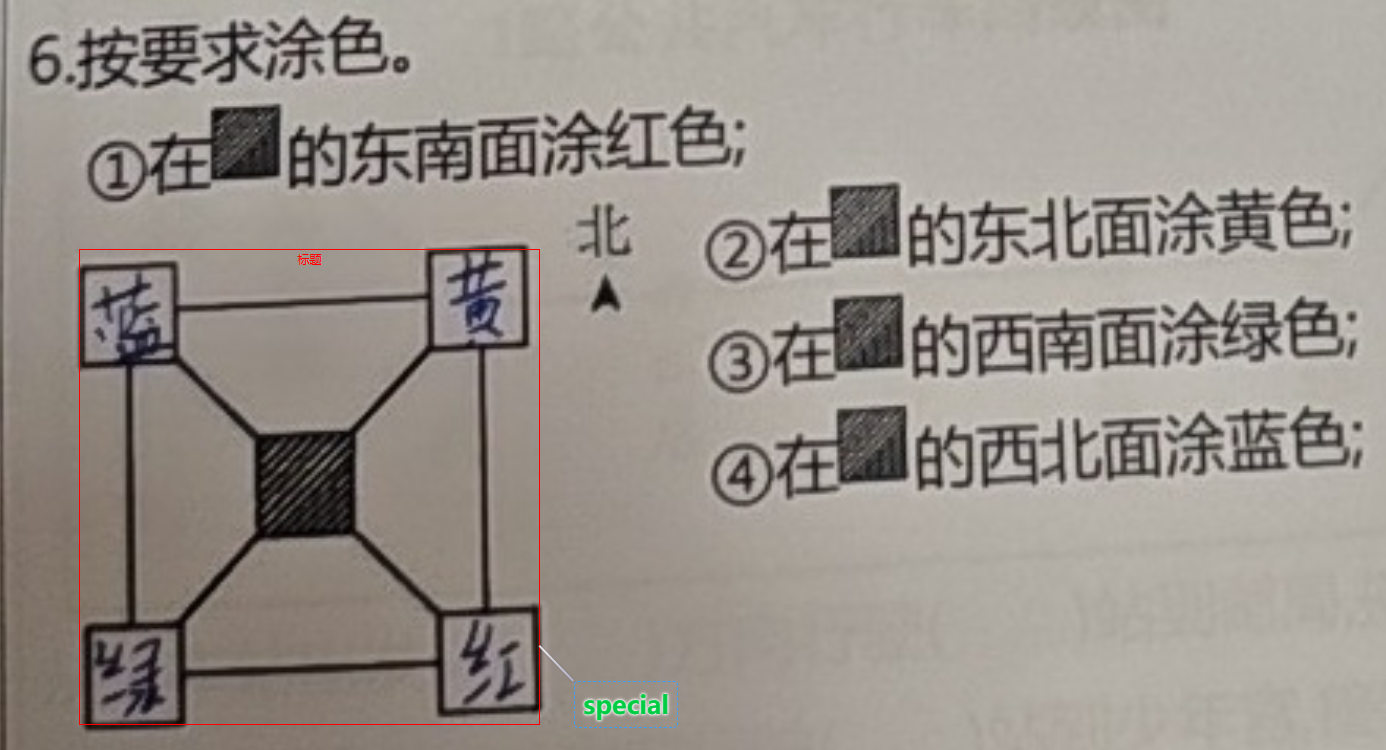 6.按要求涂色。
①在的东南面涂红色;
北
②在的东北面涂黄色;
③在的西南面涂绿色;
④在的西北面涂蓝色;
标题
蓝 黄
绿 红
special